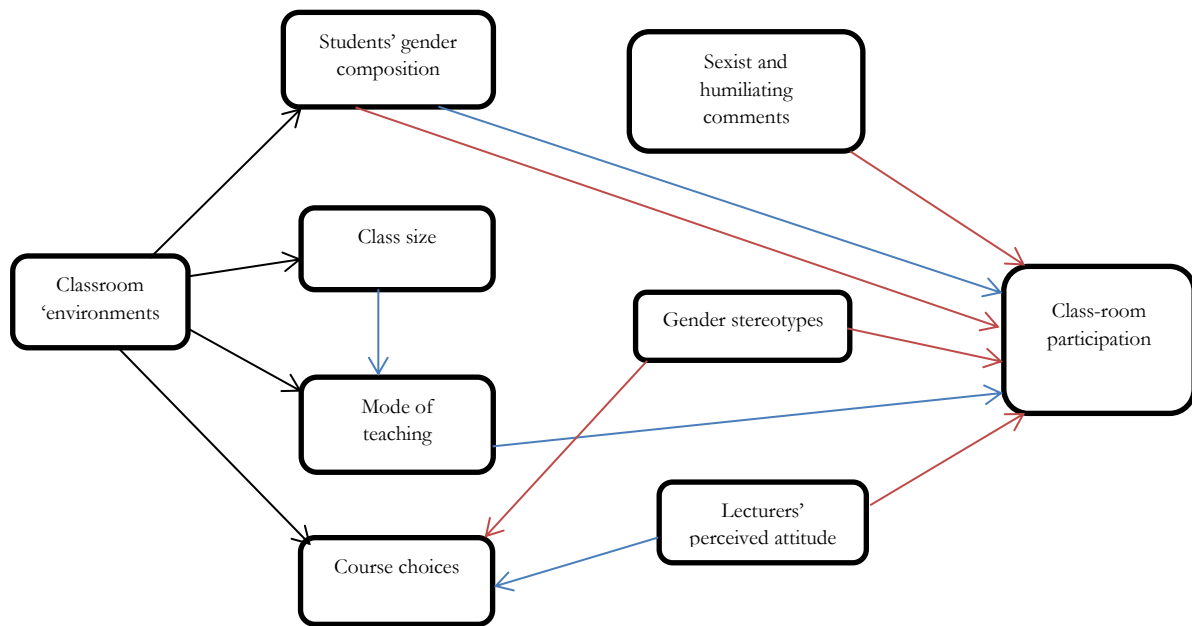 Students’ gender
composition
Sexist and
humiliating
comments
Class size
Classroom
‘environments
Gender stereotypes
Class-room
participation
Mode of
teaching
Lecturers’
perceived attitude
Course choices